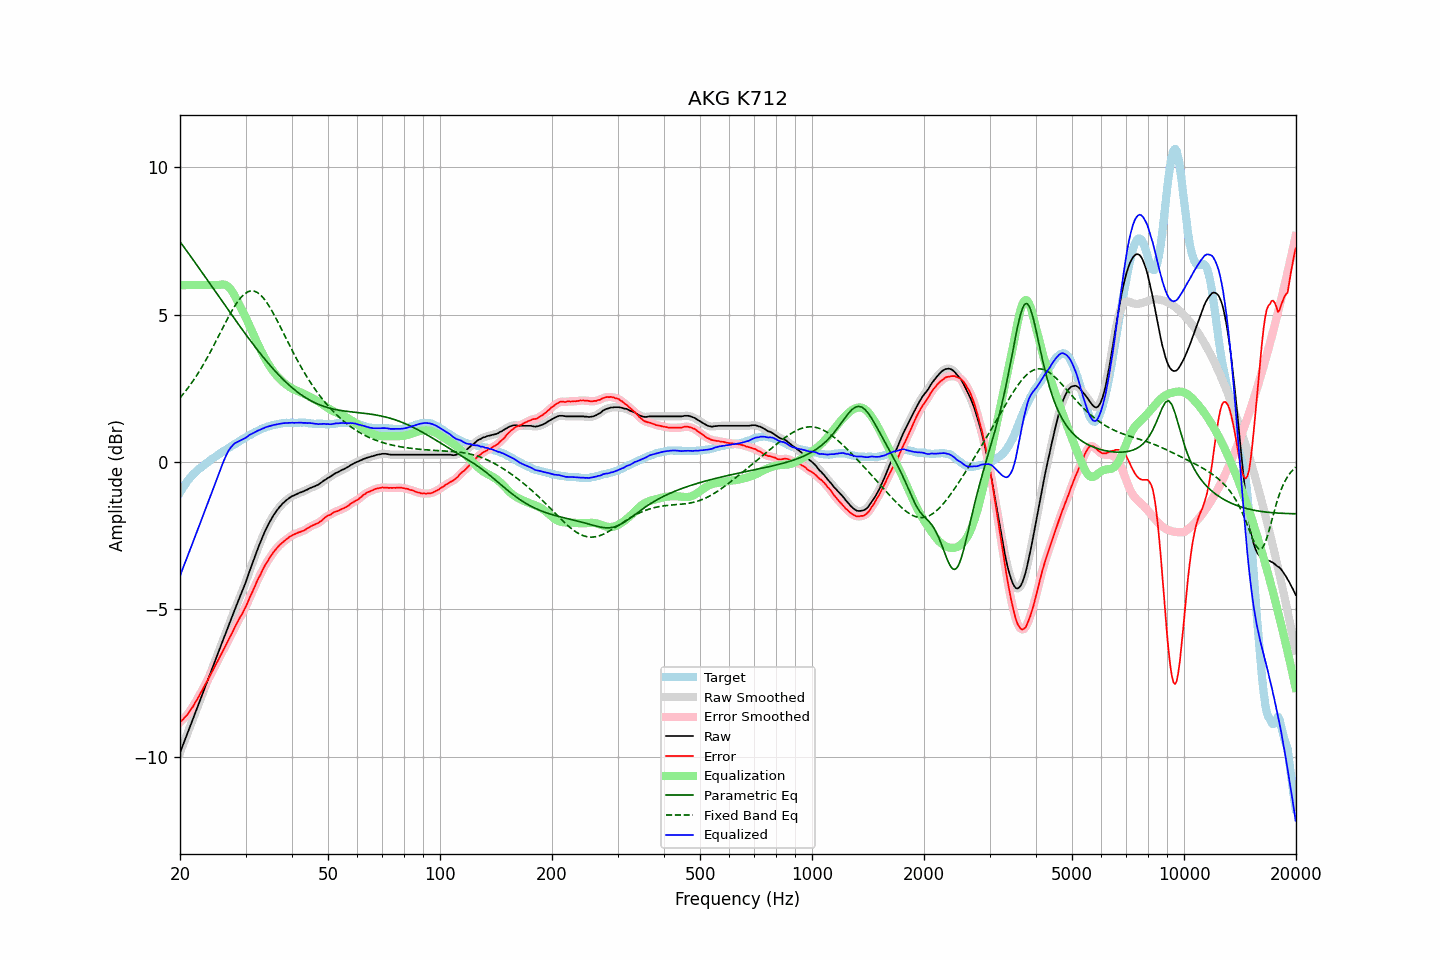 AKG K712
Amplitude (dBr)
10
5
0
−5
−10
Target
Raw Smoothed
Error Smoothed
Raw
Error
Equalization
Parametric Eq
Fixed Band Eq
Equalized
20 50 100 200 500 1000 2000 5000 10000 20000
Frequency (Hz)